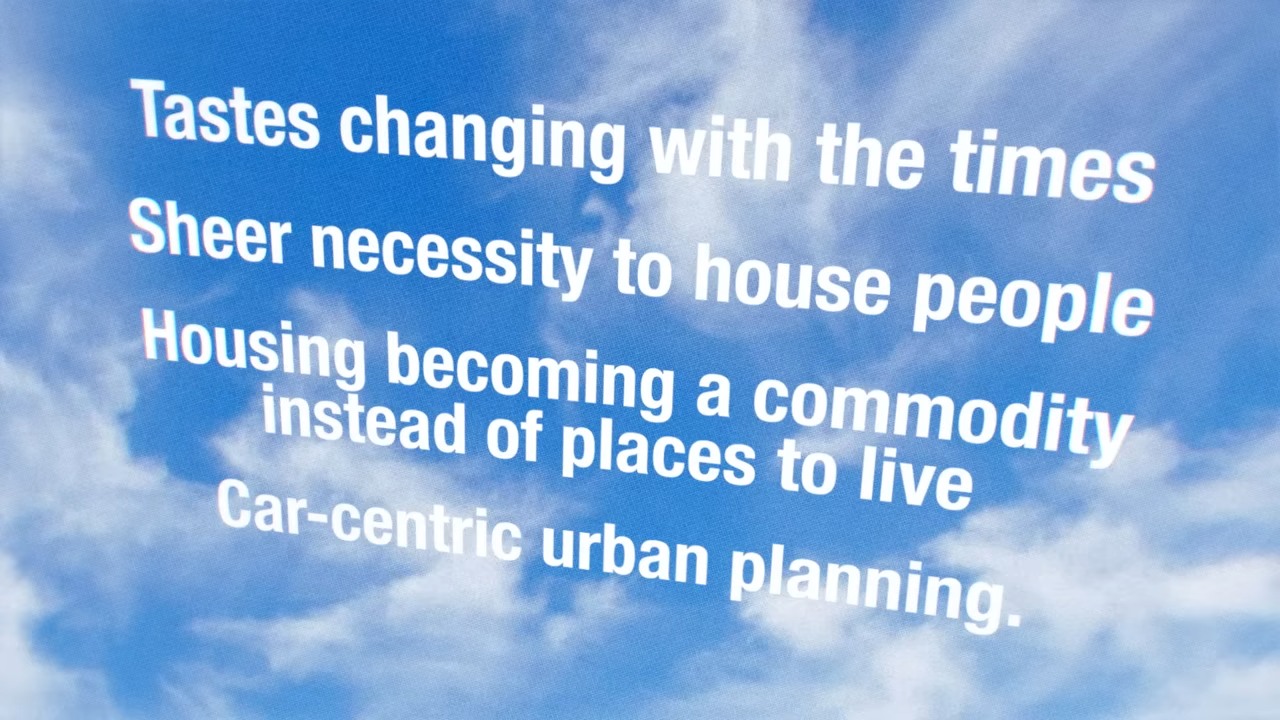 Tastes changing with the times
Sheer necessity to house people
Housing becoming a commodity
instead of places to live
Car-centric urban planning.